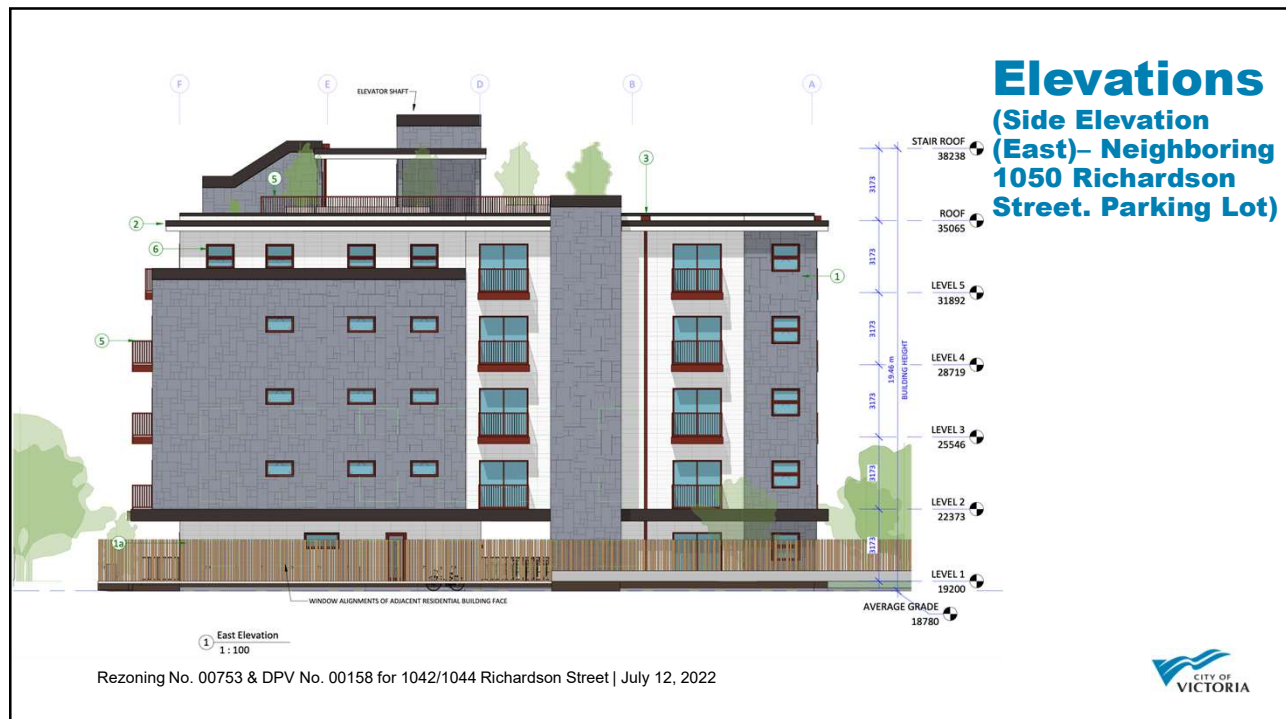 Elevations
(Side Elevation
(East)– Neighboring
1050 Richardson
Street. Parking Lot)
F
E
D
B
A
ELEVATOR SHAFT
STAIR ROOF
38238
3
5
3173
2
ROOF
35065
6
1
3173
LEVEL 5
31892
5
3173
LEVEL 4
28719
19.46 m
BUILDING HEIGHT
3173
LEVEL 3
25546
3173
LEVEL 2
22373
1a
3173
LEVEL 1
19200
WINDOW ALIGNMENTS OF ADJACENT RESIDENTIAL BUILDING FACE
AVERAGE GRADE
18780
1 East Elevation
1 : 100
Rezoning No. 00753 & DPV No. 00158 for 1042/1044 Richardson Street | July 12, 2022
CITY OF
VICTORIA